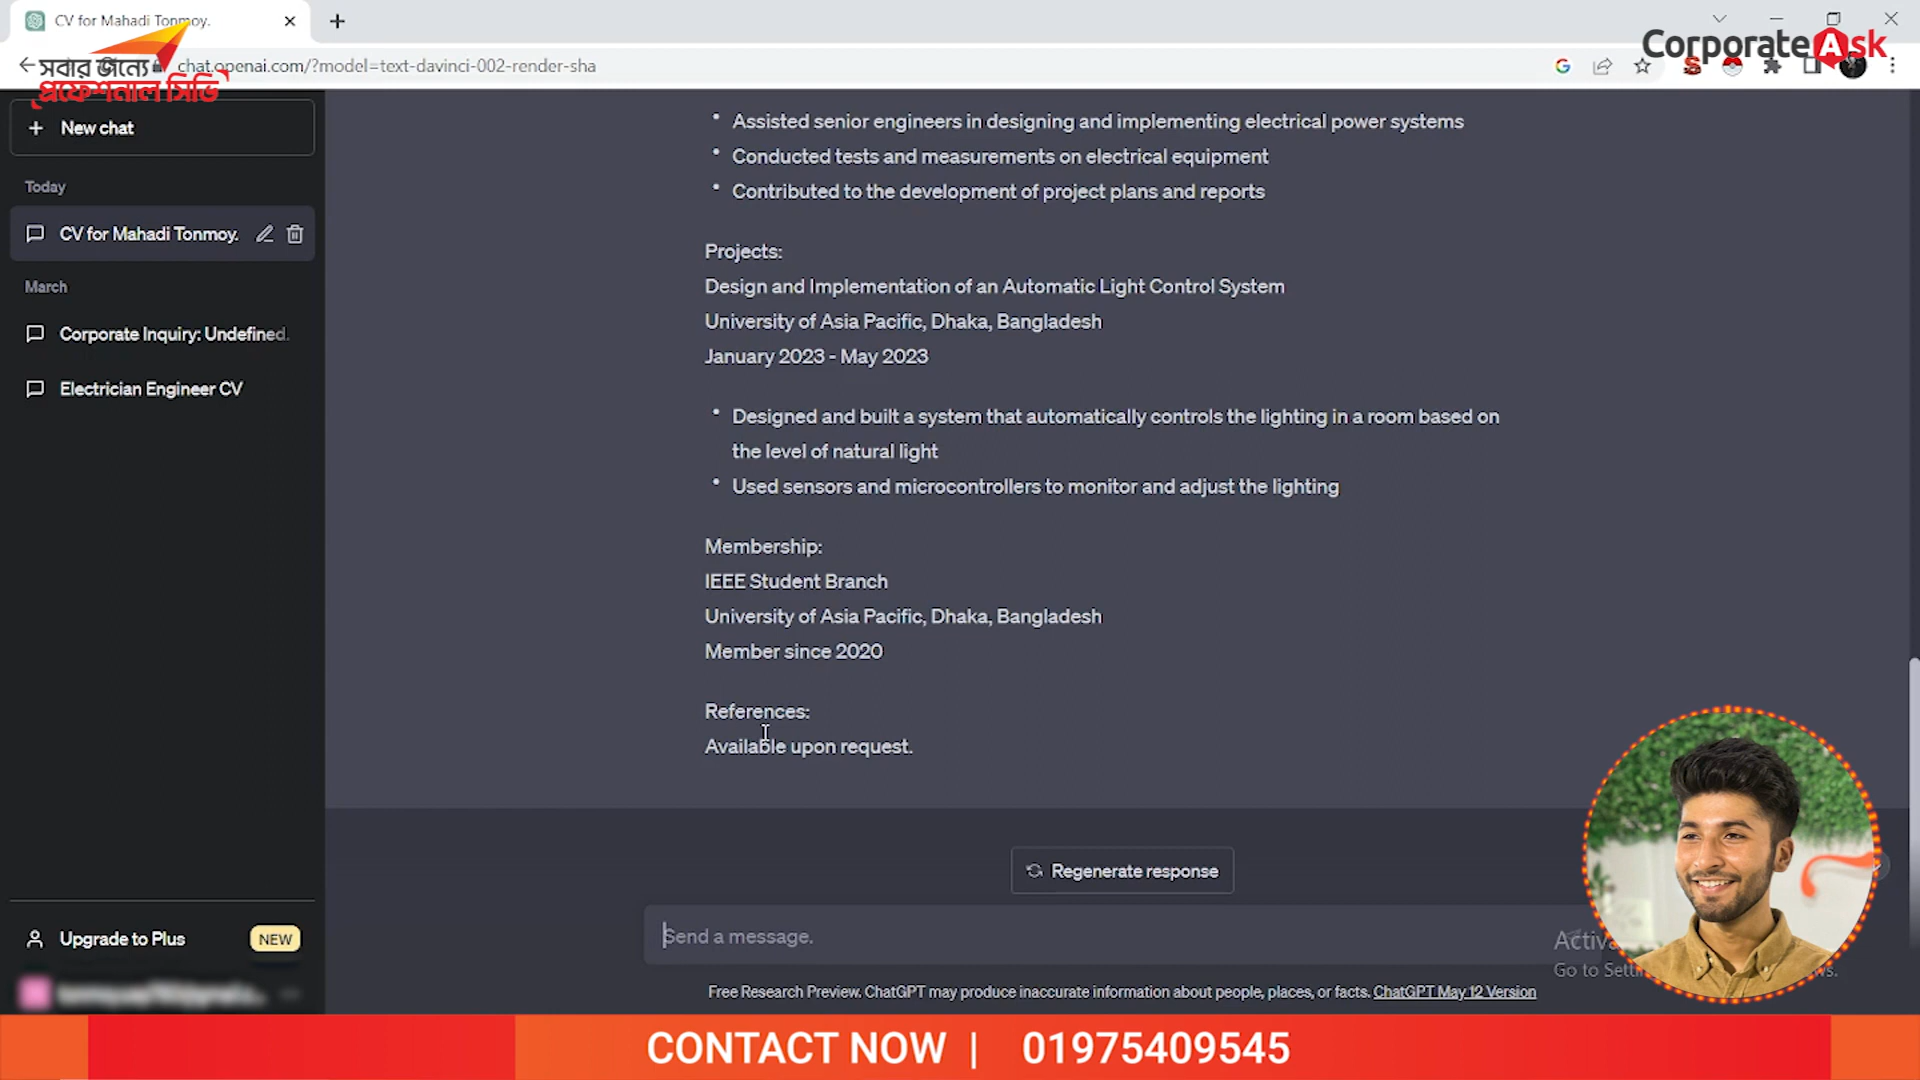 CV for Mahadi Tonmoy.
সবার জন্যে
প্রফেশনাল সিভি
chat.openai.com/?model=text-davinci-002-render-sha
CorporateAsk
New chat
Today
CV for Mahadi Tonmoy.
March
Corporate Inquiry: Undefined.
Electrician Engineer CV
Upgrade to Plus
NEW
• Assisted senior engineers in designing and implementing electrical power systems
• Conducted tests and measurements on electrical equipment
• Contributed to the development of project plans and reports
Projects:
Design and Implementation of an Automatic Light Control System
University of Asia Pacific, Dhaka, Bangladesh
January 2023 - May 2023
• Designed and built a system that automatically controls the lighting in a room based on
the level of natural light
• Used sensors and microcontrollers to monitor and adjust the lighting
Membership:
IEEE Student Branch
University of Asia Pacific, Dhaka, Bangladesh
Member since 2020
References:
Available upon request.
Regenerate response
Send a message.
Go to
Free Research Preview. ChatGPT may produce inaccurate information about people, places, or facts. ChatGPT May 12 Version
CONTACT NOW | 01975409545